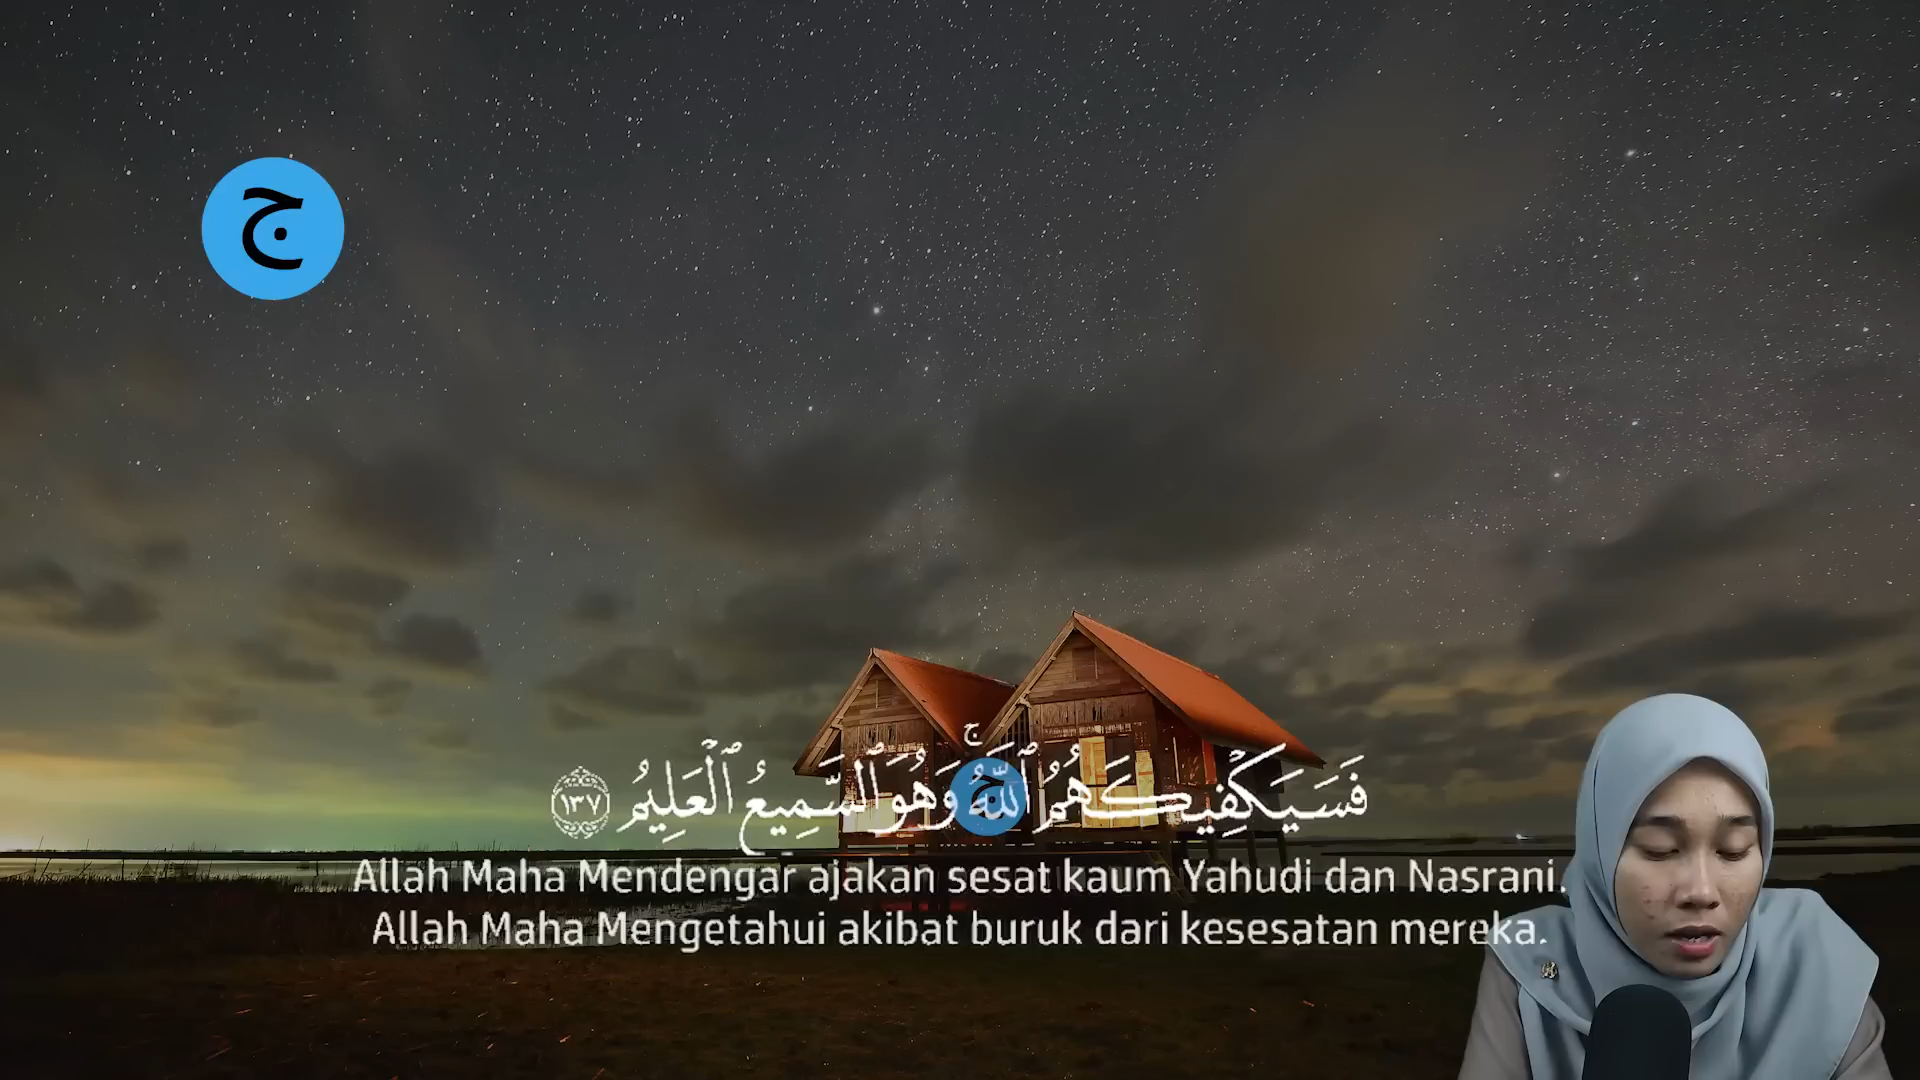 ج
فَسَيَكْفِيكَهُمُ ٱللَّهُ ۚ وَهُوَ ٱلسَّمِيعُ ٱلْعَلِيمُ ١٣٧
ج
Allah Maha Mendengar ajakan sesat kaum Yahudi dan Nasrani.
Allah Maha Mengetahui akibat buruk dari kesesatan mereka.